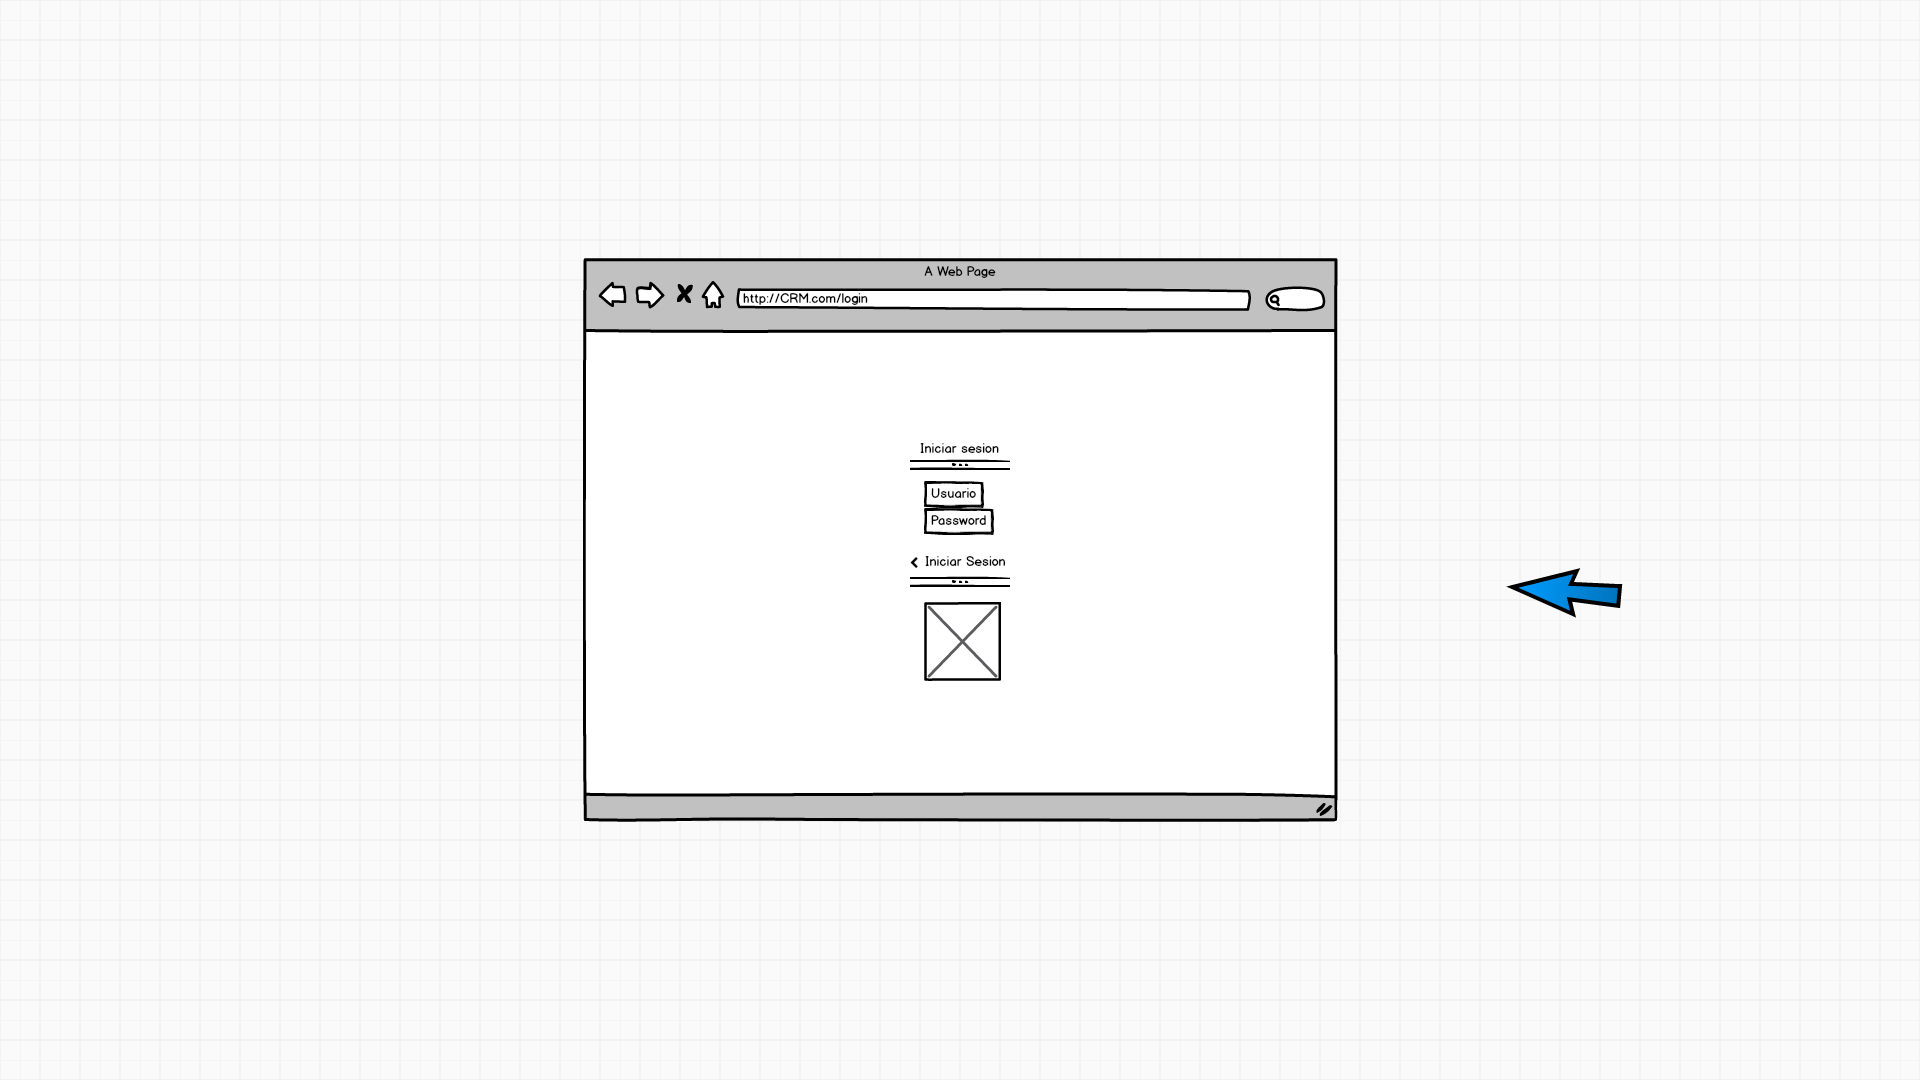 A Web Page
http://CRM.com/login
Iniciar sesion
Usuario
Password
Iniciar Sesion